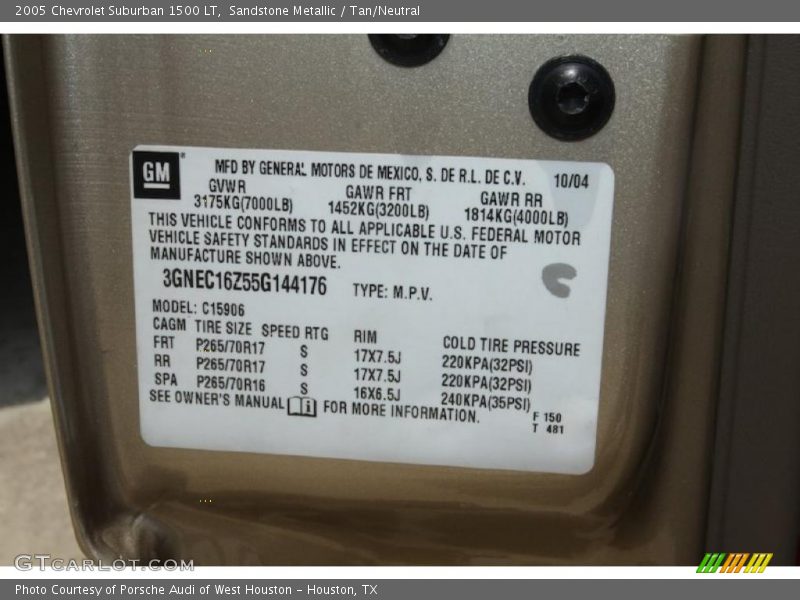 2005 Chevrolet Suburban 1500 LT, Sandstone Metallic / Tan/Neutral
GM
MFD BY GENERAL MOTORS DE MEXICO, S. DE R.L. DE C.V. 10/04
GVWR GAWR FRT GAWR RR
3175KG(7000LB) 1452KG(3200LB) 1814KG(4000LB)
THIS VEHICLE CONFORMS TO ALL APPLICABLE U.S. FEDERAL MOTOR
VEHICLE SAFETY STANDARDS IN EFFECT ON THE DATE OF
MANUFACTURE SHOWN ABOVE.
3GNEC16Z55G144176 TYPE: M.P.V.
MODEL: C15906
CAGM TIRE SIZE SPEED RTG RIM COLD TIRE PRESSURE
FRT P265/70R17 S 17X7.5J 220KPA(32PSI)
RR P265/70R17 S 17X7.5J 220KPA(32PSI)
SPA P265/70R16 S 16X6.5J 240KPA(35PSI)
SEE OWNER'S MANUAL i FOR MORE INFORMATION.
F 150
T 481
GTcarlot.com
Photo Courtesy of Porsche Audi of West Houston - Houston, TX